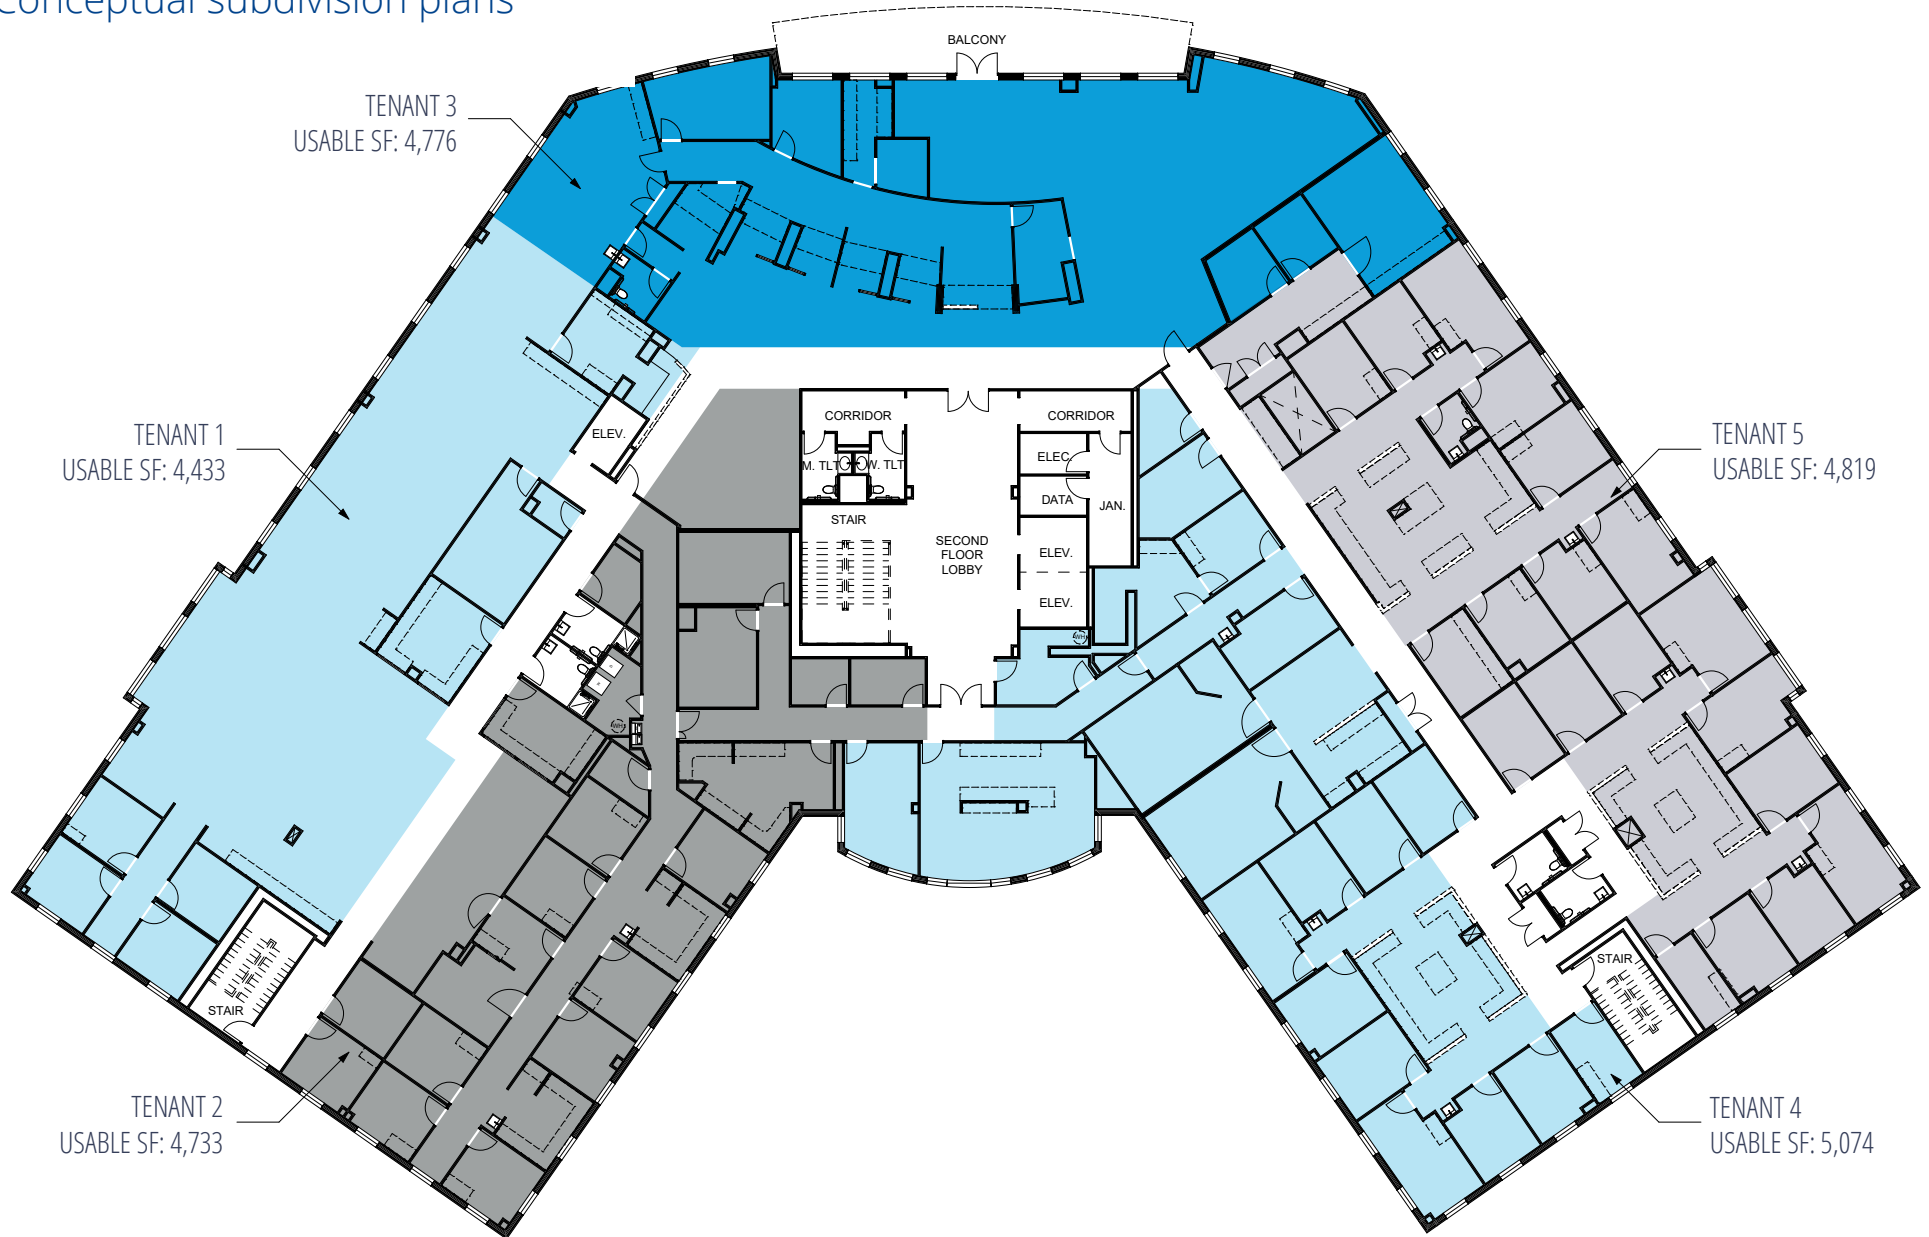 Conceptual subdivision plans
BALCONY
TENANT 3
USABLE SF: 4,776
TENANT 1
USABLE SF: 4,433
TENANT 5
USABLE SF: 4,819
CORRIDOR
CORRIDOR
ELEV.
M. TLT
W. TLT
ELEC.
DATA
JAN.
STAIR
SECOND
FLOOR
LOBBY
ELEV.
ELEV.
WH
WH
STAIR
STAIR
TENANT 2
USABLE SF: 4,733
TENANT 4
USABLE SF: 5,074